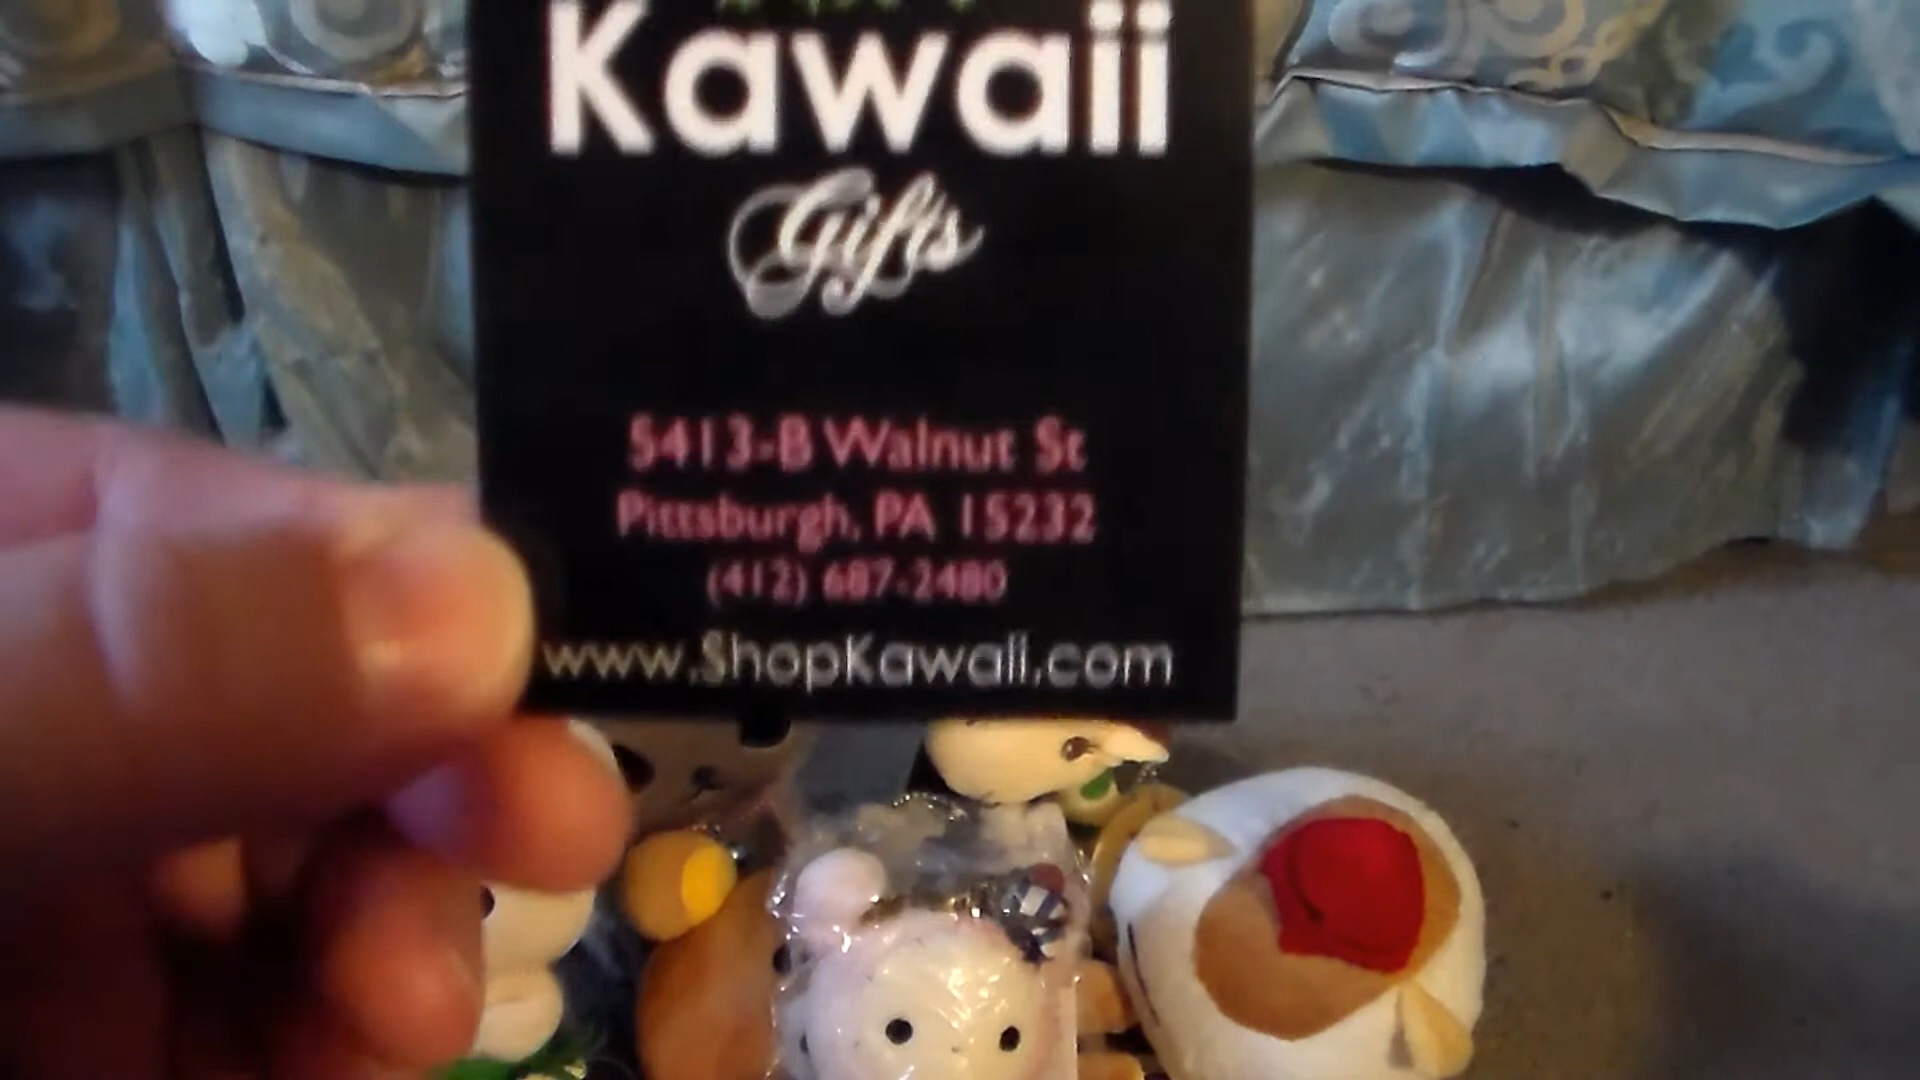 Kawaii
Gifts
5413-B Walnut St
Pittsburgh, PA 15232
(412) 687-2480
www.ShopKawaii.com